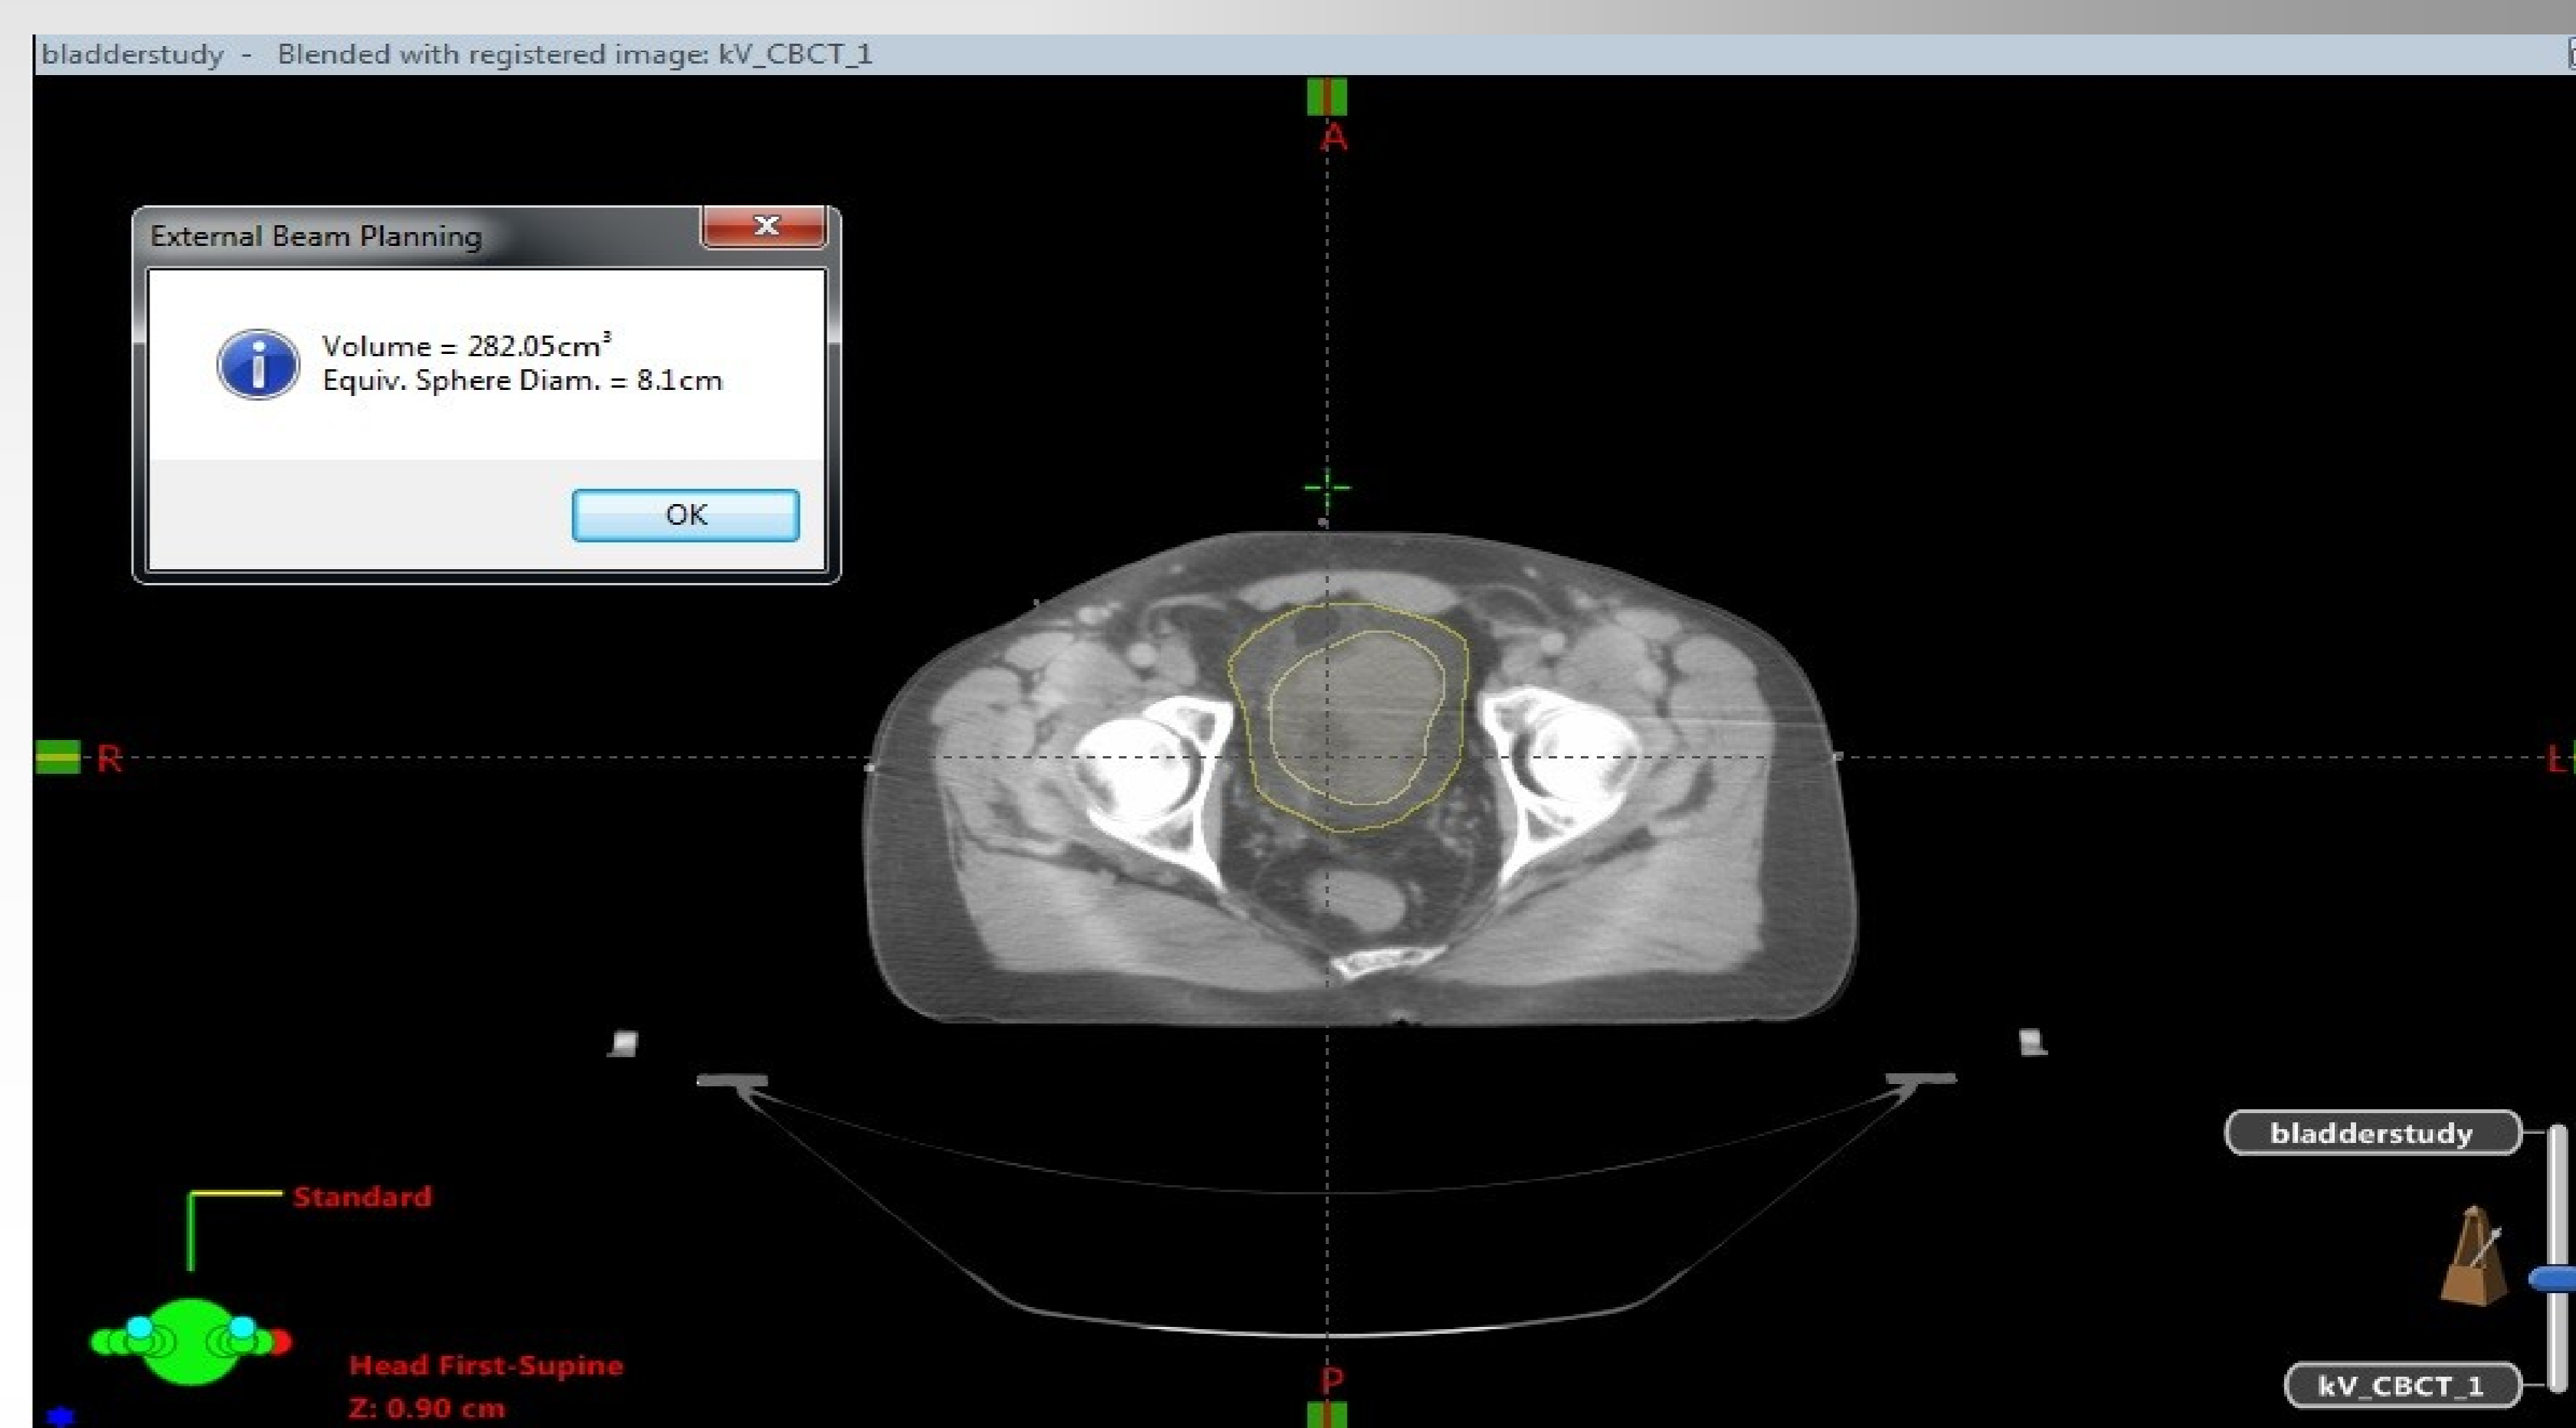 bladderstudy - Blended with registered image: kV_CBCT_1
A
External Beam Planning
Volume = 282.05cm³
Equiv. Sphere Diam. = 8.1cm
OK
R
L
bladderstudy
Standard
Head First-Supine
Z: 0.90 cm
P
kV_CBCT_1